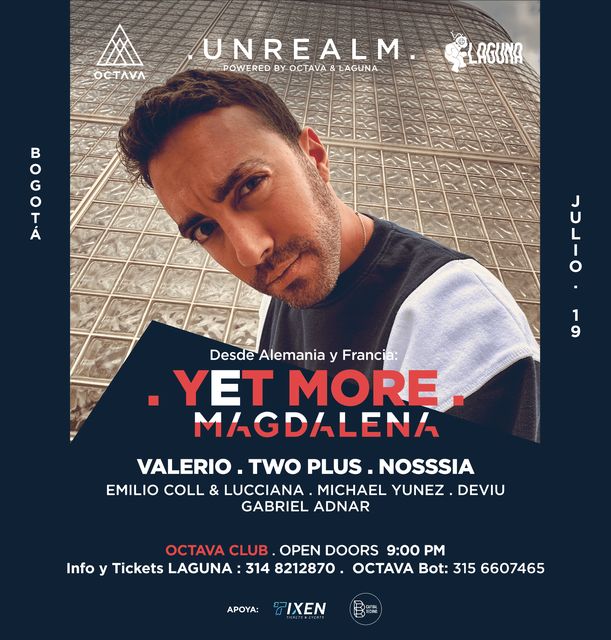 OCTAVA
. UNREALM .
POWERED BY OCTAVA & LAGUNA
LAGUNA
BOGOTÁ
JULIO . 19
Desde Alemania y Francia:
. YET MORE .
MAGDALENA
VALERIO . TWO PLUS . NOSSSIA
EMILIO COLL & LUCCIANA . MICHAEL YUNEZ . DEVIU
GABRIEL ADNAR
OCTAVA CLUB . OPEN DOORS 9:00 PM
Info y Tickets LAGUNA : 314 8212870 . OCTAVA Bot: 315 6607465
APOYA:
TIXEN
TICKETS & EVENTS